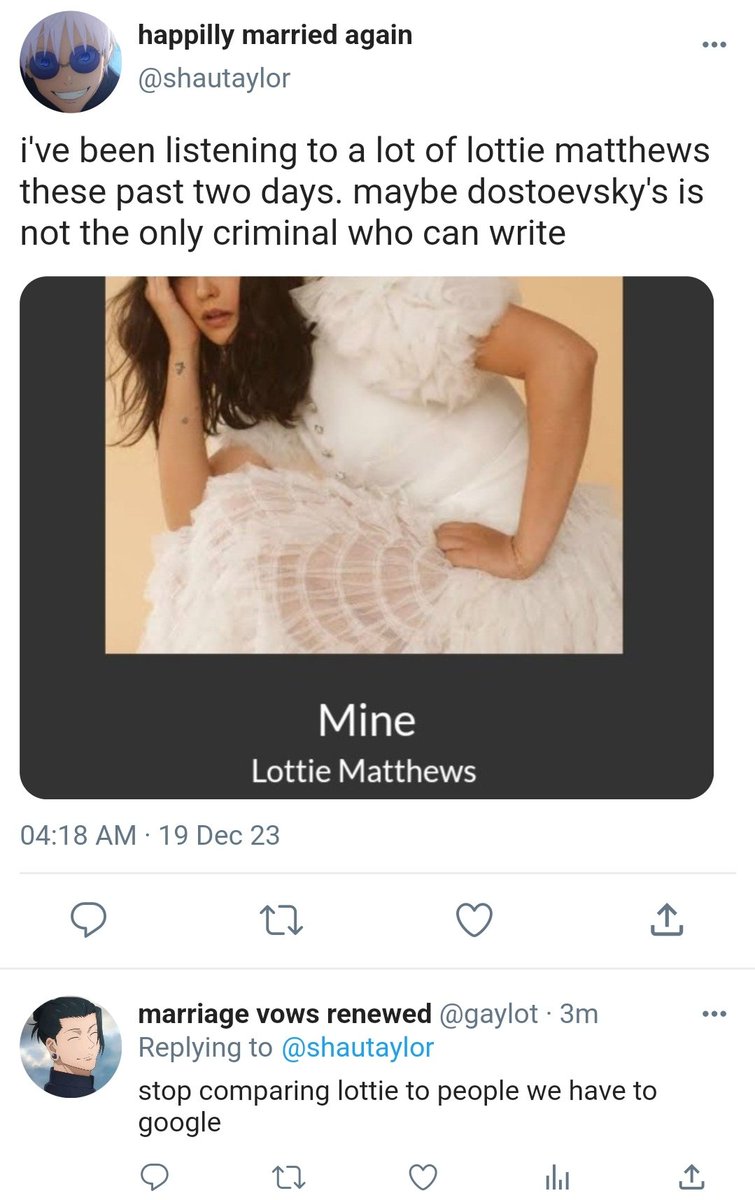 happilly married again
@shautaylor
i've been listening to a lot of lottie matthews
these past two days. maybe dostoevsky's is
not the only criminal who can write
Mine
Lottie Matthews
04:18 AM · 19 Dec 23
marriage vows renewed @gaylot · 3m
Replying to @shautaylor
stop comparing lottie to people we have to
google